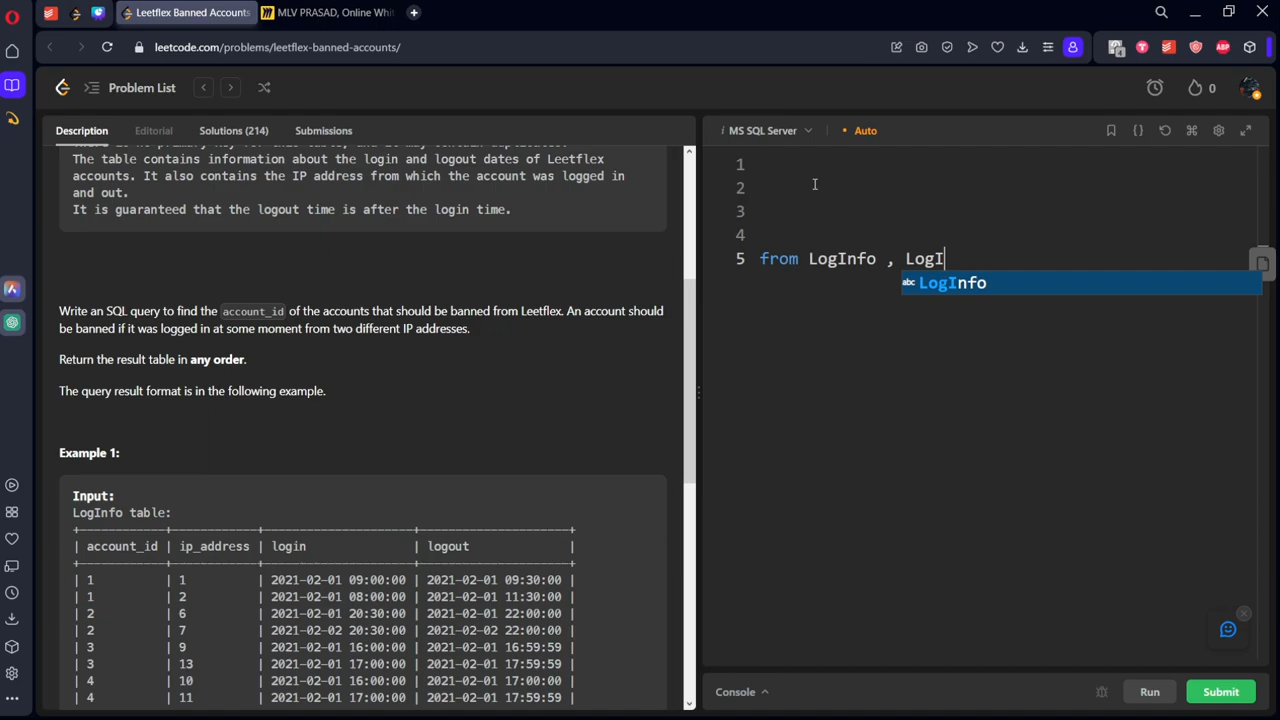 Leetflex Banned Accounts
MLV PRASAD, Online Whit
leetcode.com/problems/leetflex-banned-accounts/
Problem List
0
Description
Editorial
Solutions (214)
Submissions
The table contains information about the login and logout dates of Leetflex
accounts. It also contains the IP address from which the account was logged in
and out.
It is guaranteed that the logout time is after the login time.
Write an SQL query to find the account_id of the accounts that should be banned from Leetflex. An account should
be banned if it was logged in at some moment from two different IP addresses.
Return the result table in any order.
The query result format is in the following example.
Example 1:
Input:
LogInfo table:
+------------+------------+---------------------+---------------------+
| account_id | ip_address | login | logout |
+------------+------------+---------------------+---------------------+
| 1 | 1 | 2021-02-01 09:00:00 | 2021-02-01 09:30:00 |
| 1 | 2 | 2021-02-01 08:00:00 | 2021-02-01 11:30:00 |
| 2 | 6 | 2021-02-01 20:30:00 | 2021-02-01 22:00:00 |
| 2 | 7 | 2021-02-02 20:30:00 | 2021-02-02 22:00:00 |
| 3 | 9 | 2021-02-01 16:00:00 | 2021-02-01 16:59:59 |
| 3 | 13 | 2021-02-01 17:00:00 | 2021-02-01 17:59:59 |
| 4 | 10 | 2021-02-01 16:00:00 | 2021-02-01 17:00:00 |
| 4 | 11 | 2021-02-01 17:00:00 | 2021-02-01 17:59:59 |
i MS SQL Server
Auto
1
2
3
4
5 from LogInfo , LogI
abc LogInfo
Console
Run
Submit